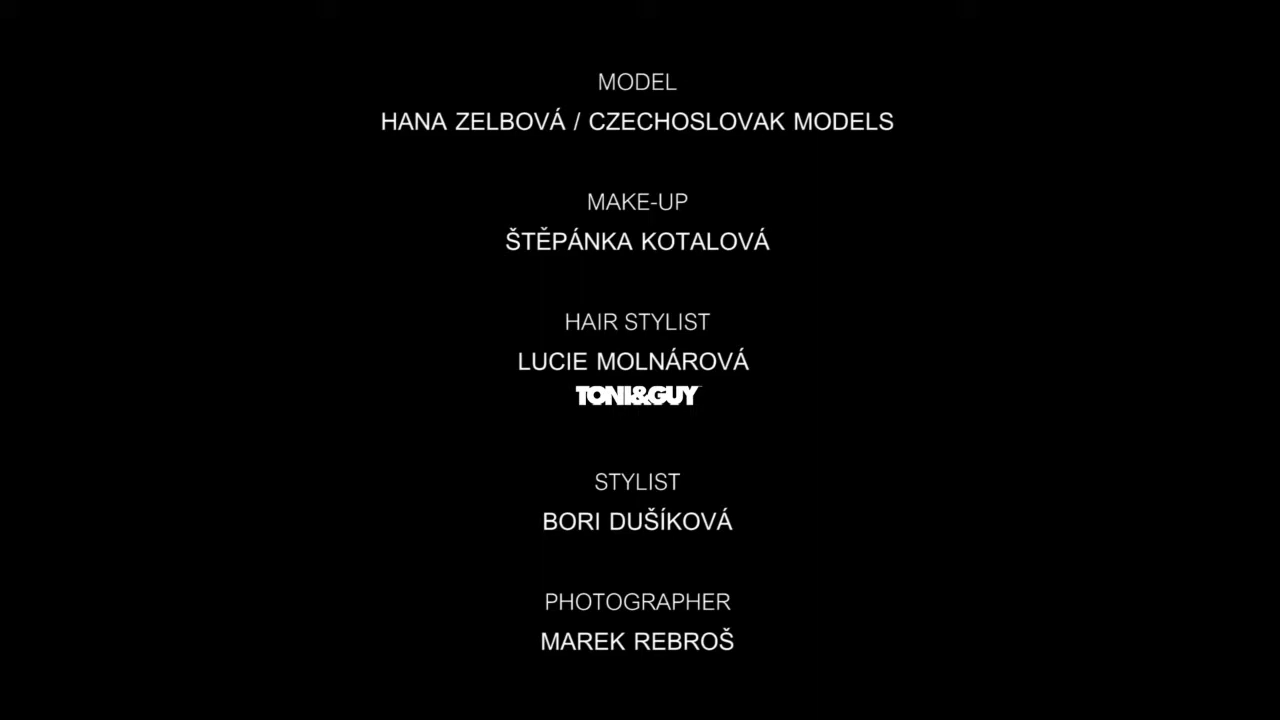 MODEL
HANA ZELBOVÁ / CZECHOSLOVAK MODELS
MAKE-UP
ŠTĚPÁNKA KOTALOVÁ
HAIR STYLIST
LUCIE MOLNÁROVÁ
TONI&GUY
STYLIST
BORI DUŠÍKOVÁ
PHOTOGRAPHER
MAREK REBROŠ